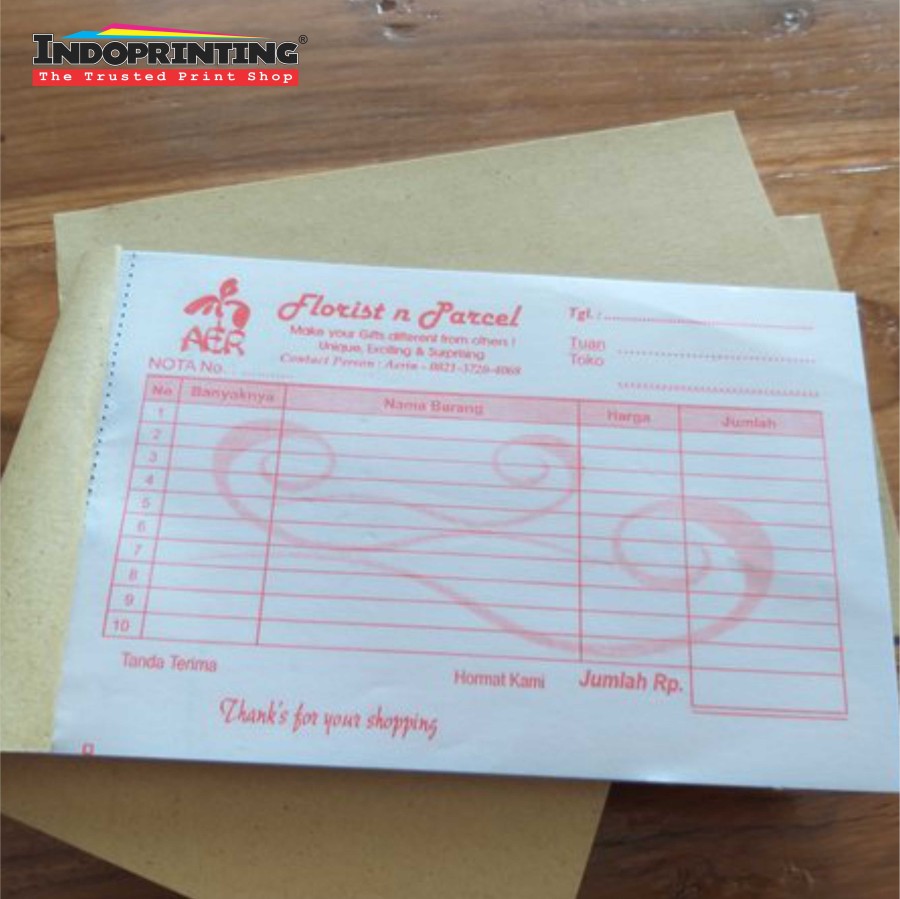 INDOPRINTING®
The Trusted Print Shop
AER
Florist n Parcel
Make your Gifts different from others !
Unique, Exciting & Surprising
Contact Person : Aerin - 0821-3720-4068
Tgl. :
Tuan
Toko
NOTA No. :
No Banyaknya Nama Barang Harga Jumlah
1
2
3
4
5
6
7
8
9
10
Tanda Terima Hormat Kami Jumlah Rp.
Thank's for your shopping